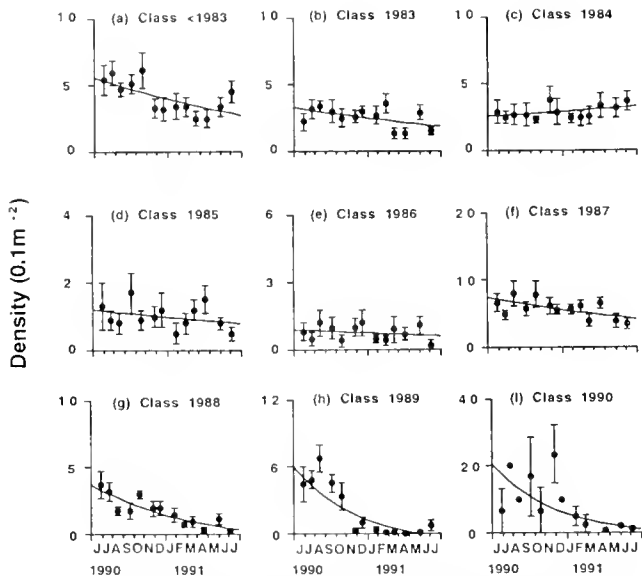 (a) Class <1983
(b) Class 1983
(c) Class 1984
10
5
0
10
5
0
10
5
0
(d) Class 1985
(e) Class 1986
(f) Class 1987
4
2
0
6
3
0
20
10
0
(g) Class 1988
(h) Class 1989
(i) Class 1990
10
5
0
12
6
0
40
20
0
JJASONDJFMAMJJ
JJASONDJFMAMJJ
JJASONDJFMAMJJ
1990 1991
1990 1991
1990 1991
Density (0.1m⁻²)